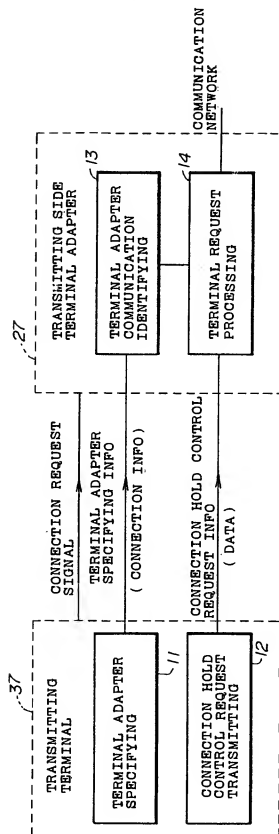 37
TRANSMITTING
TERMINAL
TERMINAL ADAPTER
SPECIFYING
11
CONNECTION HOLD
CONTROL REQUEST
TRANSMITTING
12
CONNECTION REQUEST
SIGNAL
TERMINAL ADAPTER
SPECIFYING INFO
(CONNECTION INFO)
CONNECTION HOLD CONTROL
REQUEST INFO
(DATA)
27
TRANSMITTING SIDE
TERMINAL ADAPTER
13
TERMINAL ADAPTER
COMMUNICATION
IDENTIFYING
14
TERMINAL REQUEST
PROCESSING
COMMUNICATION
NETWORK